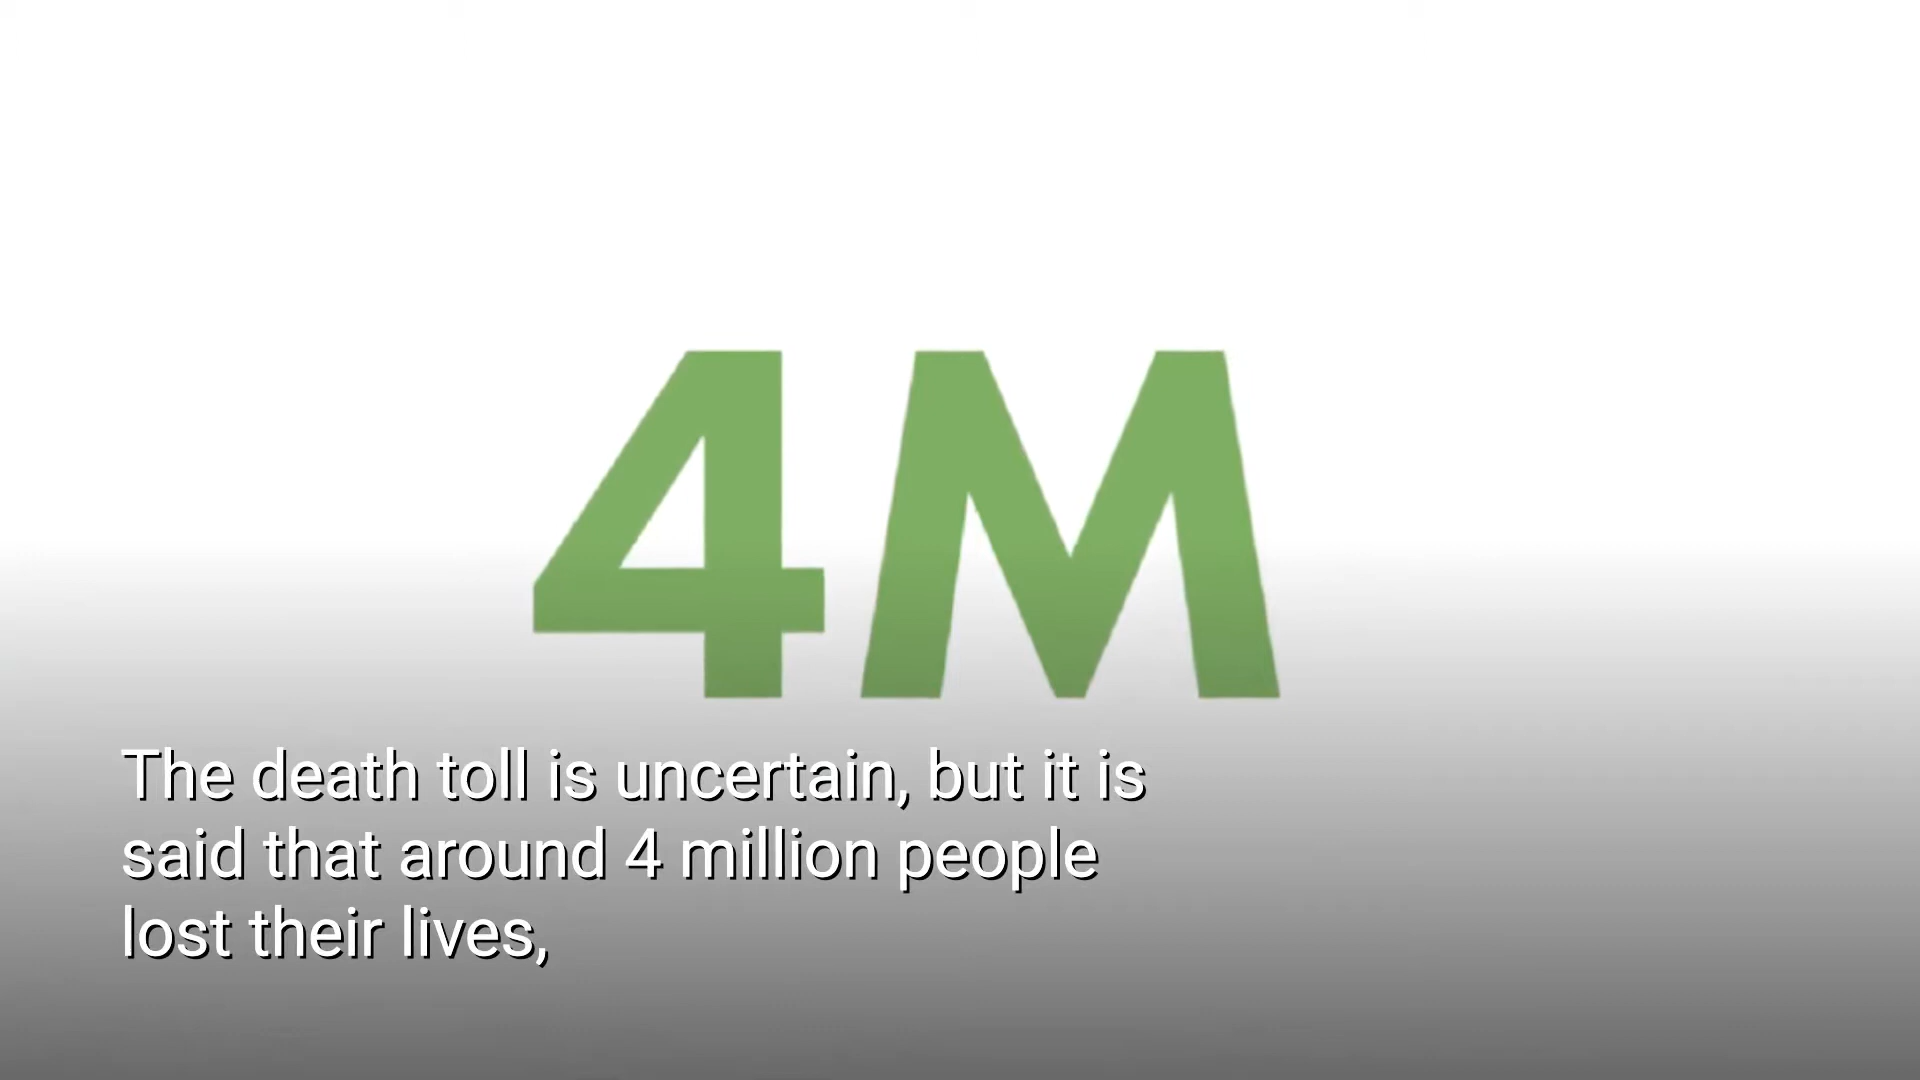 4M
The death toll is uncertain, but it is
said that around 4 million people
lost their lives,